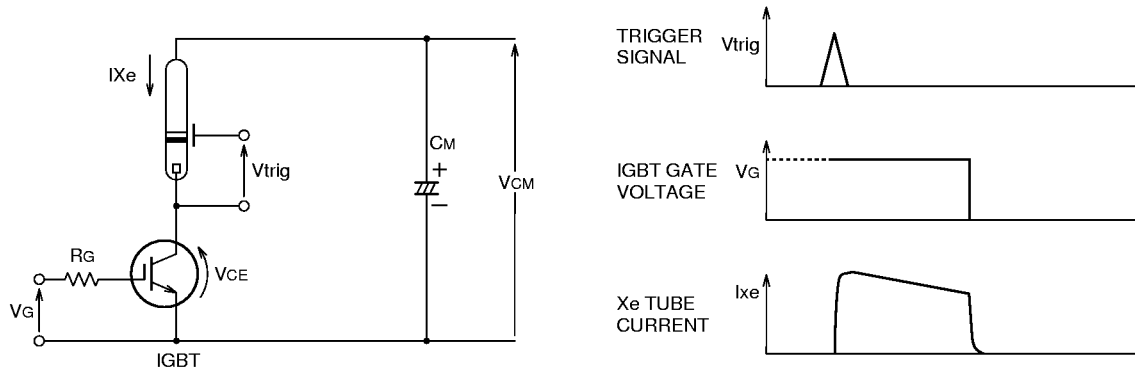 IXe
Vtrig
CM
+
–
VCM
RG
VG
VCE
IGBT
TRIGGER
SIGNAL
Vtrig
IGBT GATE
VOLTAGE
VG
Xe TUBE
CURRENT
Ixe